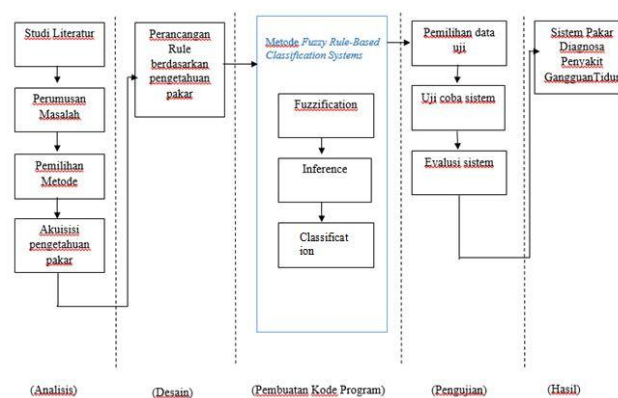 Studi Literatur
Perumusan
Masalah
Pemilihan
Metode
Akuisisi
pengetahuan
pakar
Perancangan
Rule
berdasarkan
pengetahuan
pakar
Metode Fuzzy Rule-Based
Classification Systems
Fuzzification
Inference
Classificat
ion
Pemilihan data
uji
Uji coba sistem
Evalusi sistem
Sistem Pakar
Diagnosa
Penyakit
GangguanTidur
(Analisis)
(Desain)
(Pembuatan Kode Program)
(Pengujian)
(Hasil)